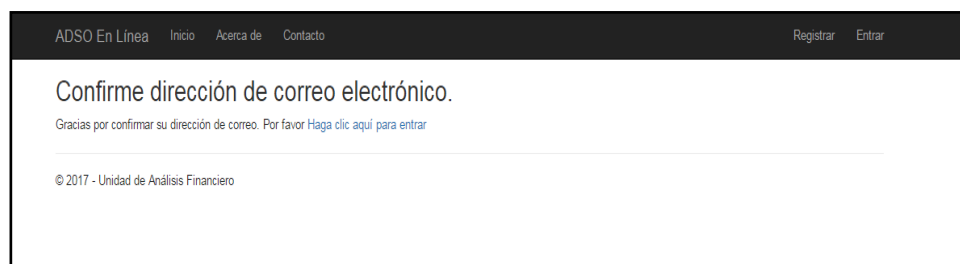 ADSO En Línea Inicio Acerca de Contacto Registrar Entrar
Confirme dirección de correo electrónico.
Gracias por confirmar su dirección de correo. Por favor Haga clic aquí para entrar
© 2017 - Unidad de Análisis Financiero